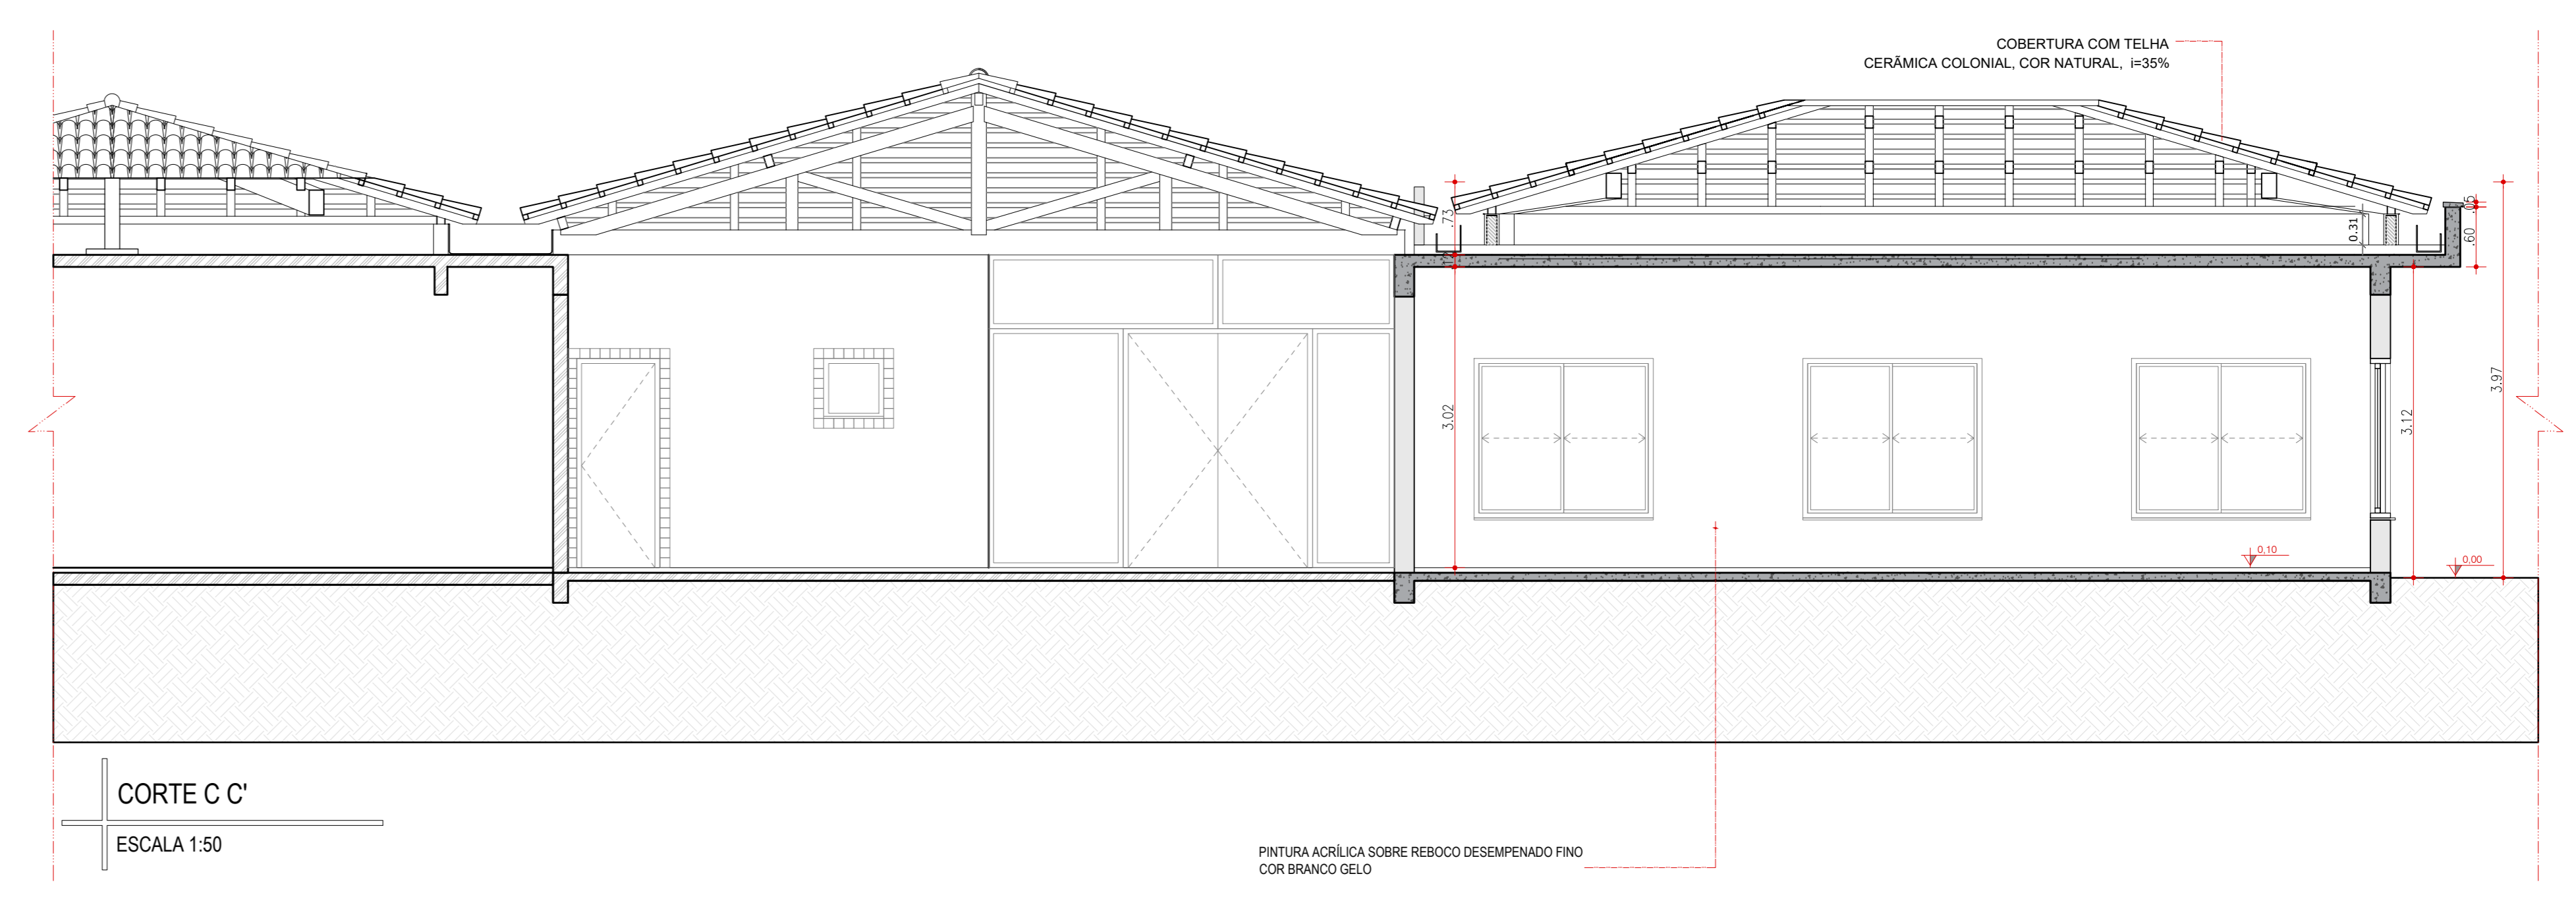 COBERTURA COM TELHA
CERÃMICA COLONIAL, COR NATURAL, i=35%
.73
3.02
0.31
.60
3.12
3.97
0,10
0,00
CORTE C C'
ESCALA 1:50
PINTURA ACRÍLICA SOBRE REBOCO DESEMPENADO FINO
COR BRANCO GELO